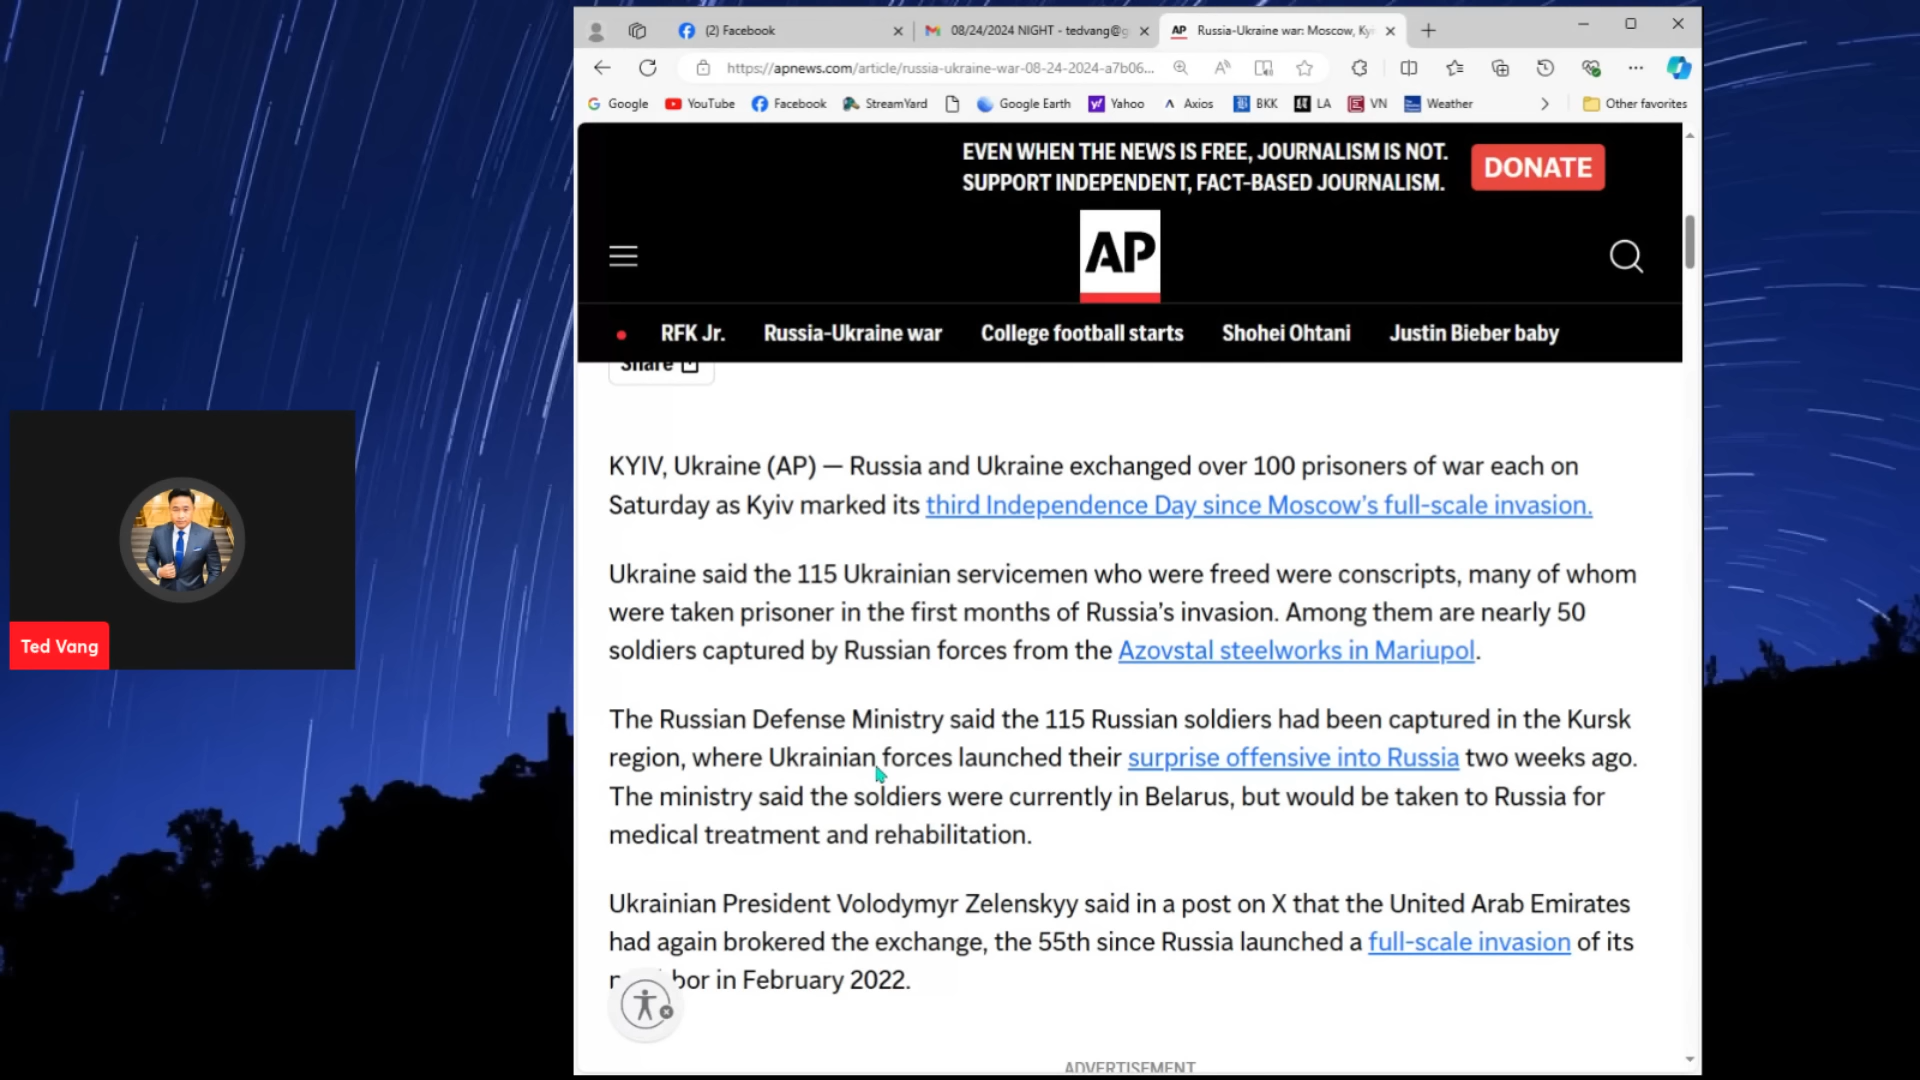 (2) Facebook
08/24/2024 NIGHT - tedvang@g
Russia-Ukraine war: Moscow, Kyi
https://apnews.com/article/russia-ukraine-war-08-24-2024-a7b06...
Google YouTube Facebook StreamYard Google Earth Yahoo Axios BKK LA VN Weather Other favorites
EVEN WHEN THE NEWS IS FREE, JOURNALISM IS NOT.
SUPPORT INDEPENDENT, FACT-BASED JOURNALISM.
DONATE
AP
RFK Jr. Russia-Ukraine war College football starts Shohei Ohtani Justin Bieber baby
Share
KYIV, Ukraine (AP) — Russia and Ukraine exchanged over 100 prisoners of war each on
Saturday as Kyiv marked its third Independence Day since Moscow’s full-scale invasion.
Ukraine said the 115 Ukrainian servicemen who were freed were conscripts, many of whom
were taken prisoner in the first months of Russia’s invasion. Among them are nearly 50
soldiers captured by Russian forces from the Azovstal steelworks in Mariupol.
The Russian Defense Ministry said the 115 Russian soldiers had been captured in the Kursk
region, where Ukrainian forces launched their surprise offensive into Russia two weeks ago.
The ministry said the soldiers were currently in Belarus, but would be taken to Russia for
medical treatment and rehabilitation.
Ukrainian President Volodymyr Zelenskyy said in a post on X that the United Arab Emirates
had again brokered the exchange, the 55th since Russia launched a full-scale invasion of its
bor in February 2022.
ADVERTISEMENT
Ted Vang